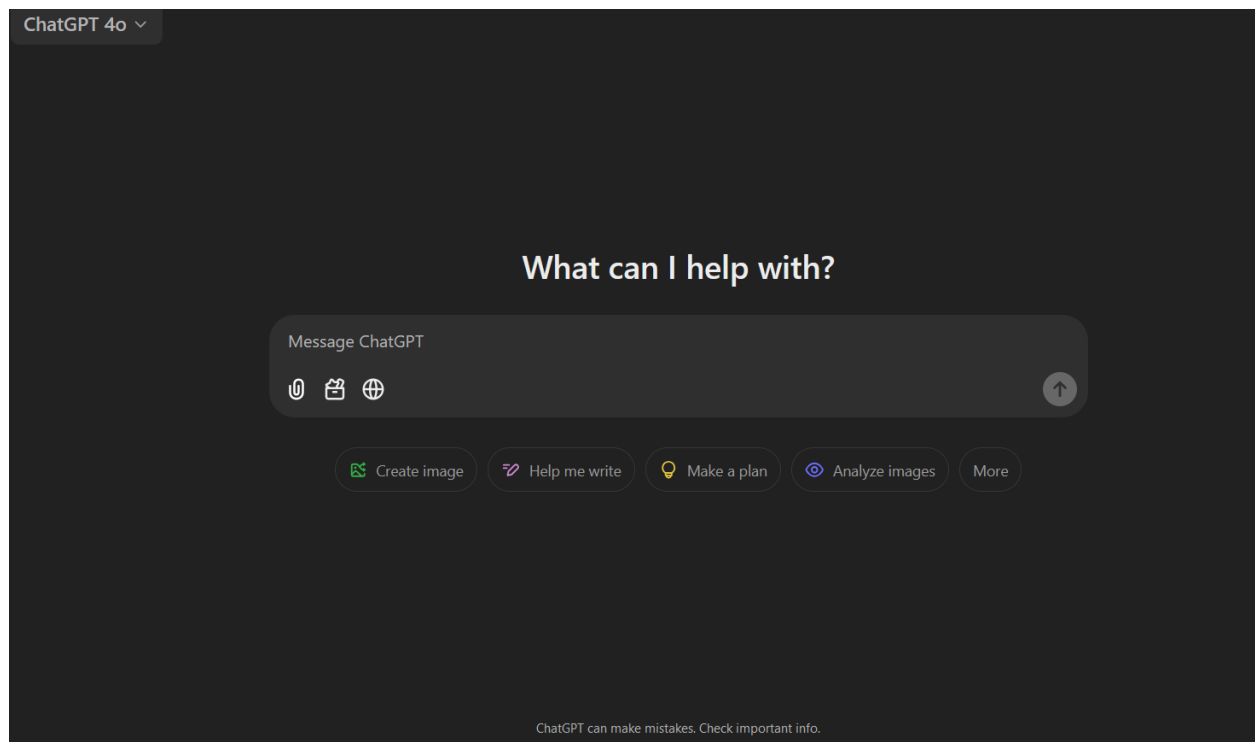 ChatGPT 4o
What can I help with?
Message ChatGPT
Create image Help me write Make a plan Analyze images More
ChatGPT can make mistakes. Check important info.